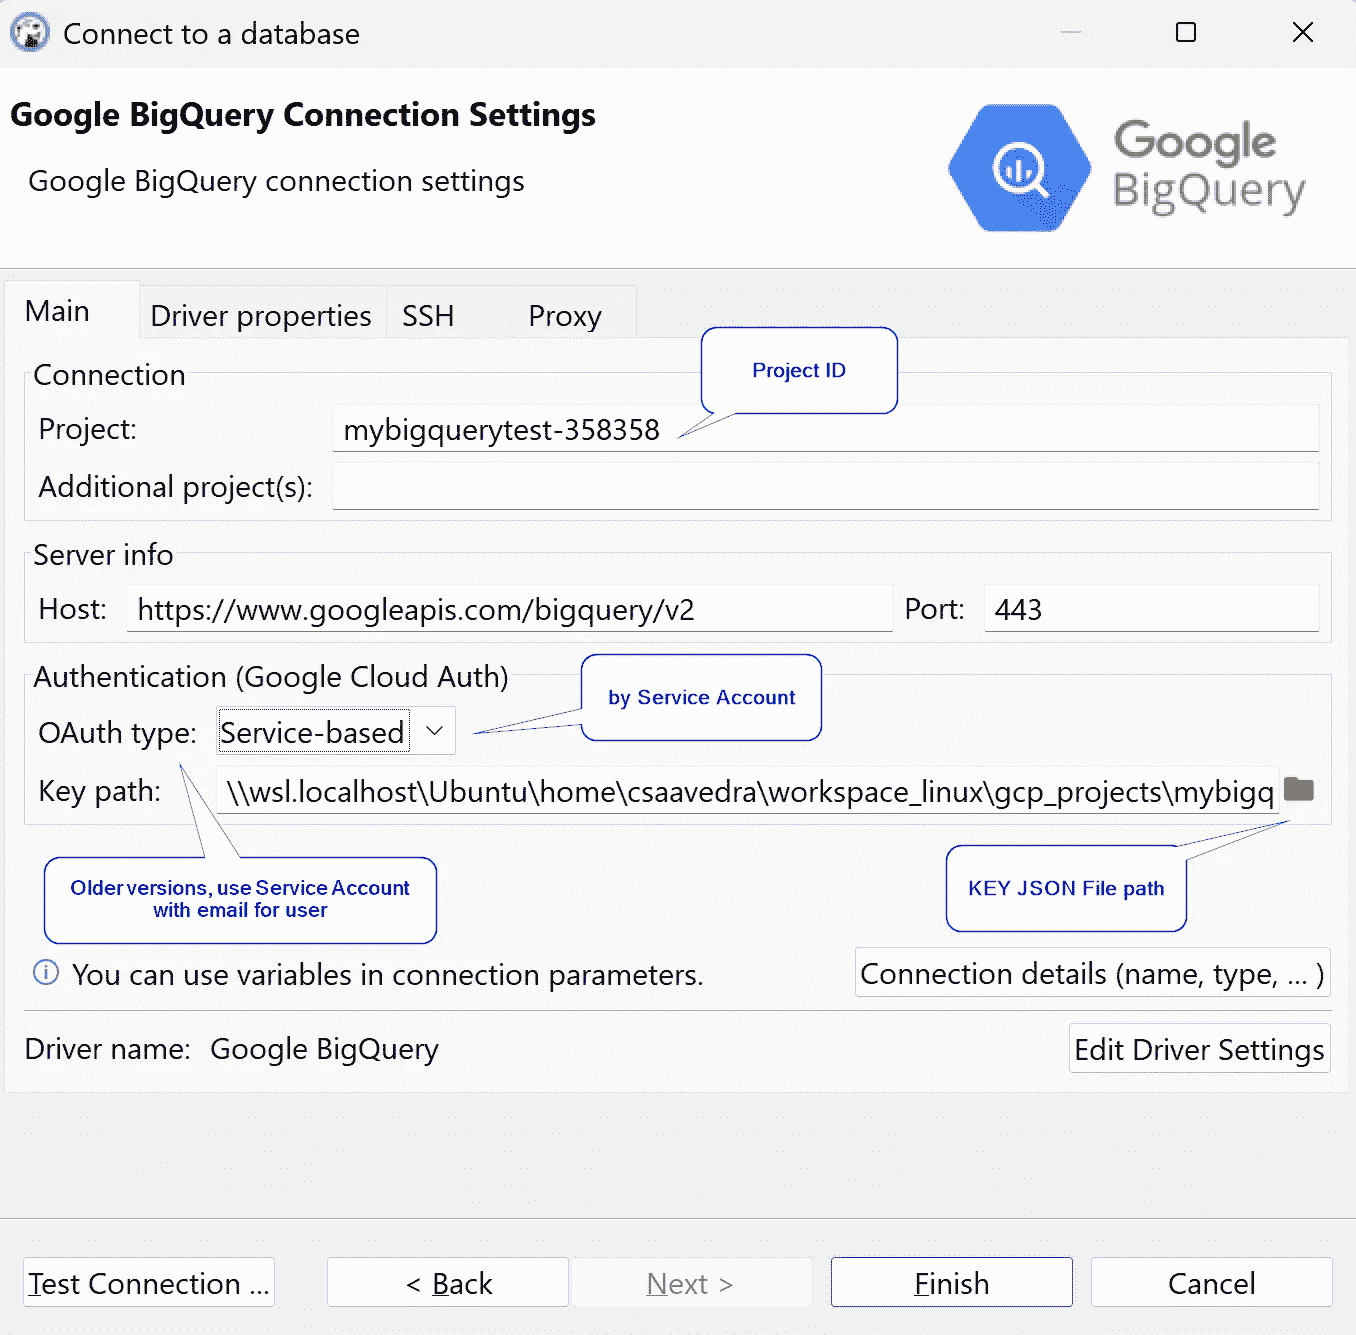 Connect to a database
Google BigQuery Connection Settings
Google BigQuery connection settings
Google
BigQuery
Main
Driver properties
SSH
Proxy
Project ID
Connection
Project:
mybigquerytest-358358
Additional project(s):
Server info
Host:
https://www.googleapis.com/bigquery/v2
Port:
443
Authentication (Google Cloud Auth)
by Service Account
OAuth type:
Service-based
Key path:
\\wsl.localhost\Ubuntu\home\csaavedra\workspace_linux\gcp_projects\mybigq
Older versions, use Service Account
with email for user
KEY JSON File path
You can use variables in connection parameters.
Connection details (name, type, ... )
Driver name:
Google BigQuery
Edit Driver Settings
Test Connection ...
< Back
Next >
Finish
Cancel